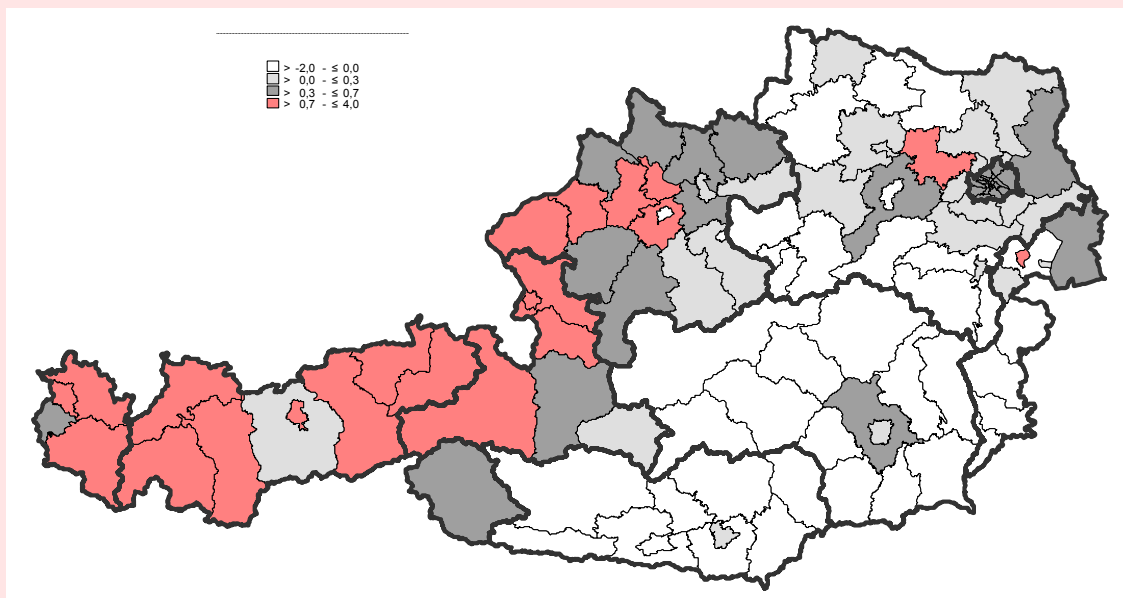 > -2,0 - ≤ 0,0
> 0,0 - ≤ 0,3
> 0,3 - ≤ 0,7
> 0,7 - ≤ 4,0